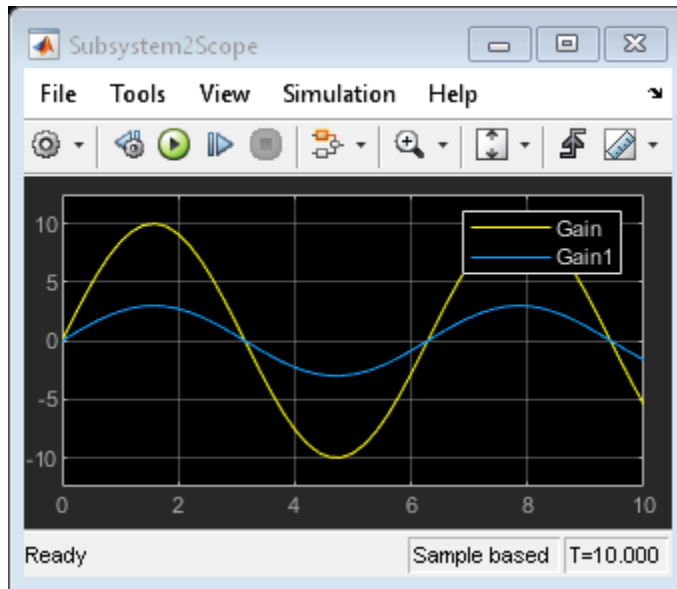 Subsystem2Scope
File Tools View Simulation Help
Gain
Gain1
10
5
0
-5
-10
0 2 4 6 8 10
Ready Sample based T=10.000